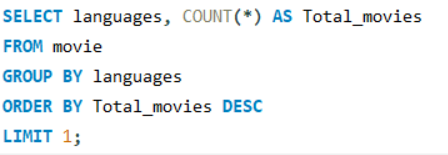 SELECT languages, COUNT(*) AS Total_movies
FROM movie
GROUP BY languages
ORDER BY Total_movies DESC
LIMIT 1;